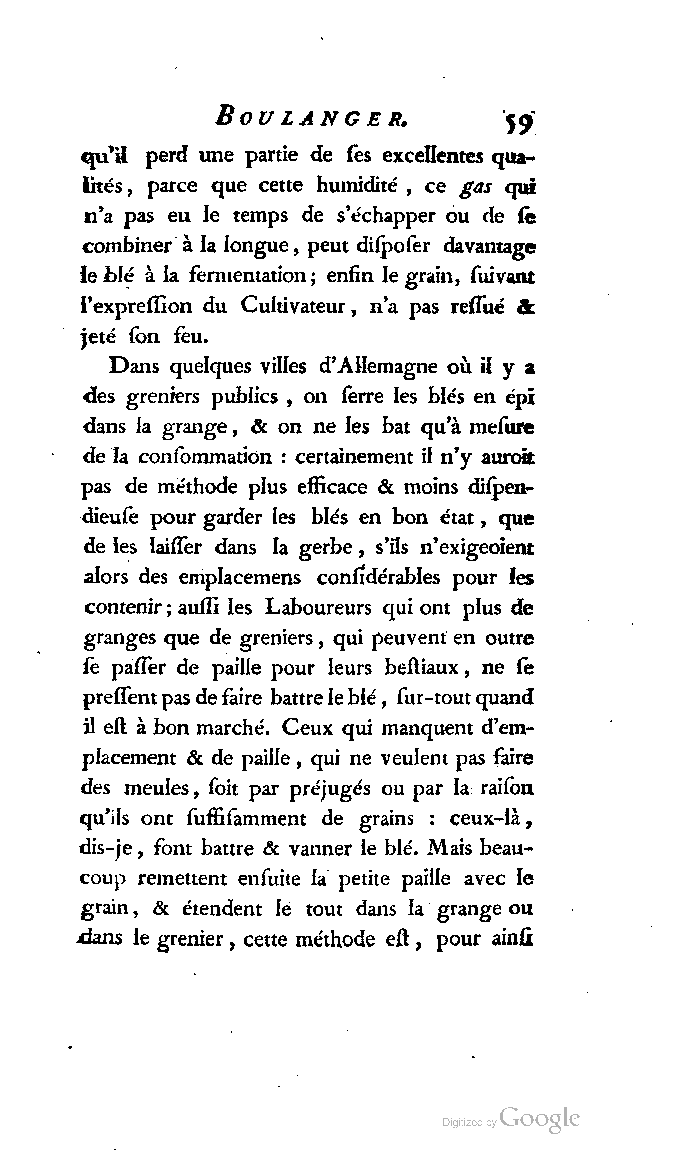 BOULANGER. 59
qu'il perd une partie de ſes excellentes qua-
lités, parce que cette humidité, ce gas qui
n'a pas eu le temps de s'échapper ou de ſe
combiner à la longue, peut diſpoſer davantage
le blé à la fermentation; enfin le grain, ſuivant
l'expreſſion du Cultivateur, n'a pas reſſué &
jeté ſon feu.
Dans quelques villes d'Allemagne où il y a
des greniers publics, on ſerre les blés en épi
dans la grange, & on ne les bat qu'à meſure
de la conſommation : certainement il n'y auroit
pas de méthode plus efficace & moins diſpen-
dieuſe pour garder les blés en bon état, que
de les laiſſer dans la gerbe, s'ils n'exigeoient
alors des emplacemens conſidérables pour les
contenir; auſſi les Laboureurs qui ont plus de
granges que de greniers, qui peuvent en outre
ſe paſſer de paille pour leurs beſtiaux, ne ſe
preſſent pas de faire battre le blé, ſur-tout quand
il eſt à bon marché. Ceux qui manquent d'em-
placement & de paille, qui ne veulent pas faire
des meules, ſoit par préjugés ou par la raiſon
qu'ils ont ſuffiſamment de grains : ceux-là,
dis-je, font battre & vanner le blé. Mais beau-
coup remettent enſuite la petite paille avec le
grain, & étendent le tout dans la grange ou
dans le grenier, cette méthode eſt, pour ainſi
Digitized by Google